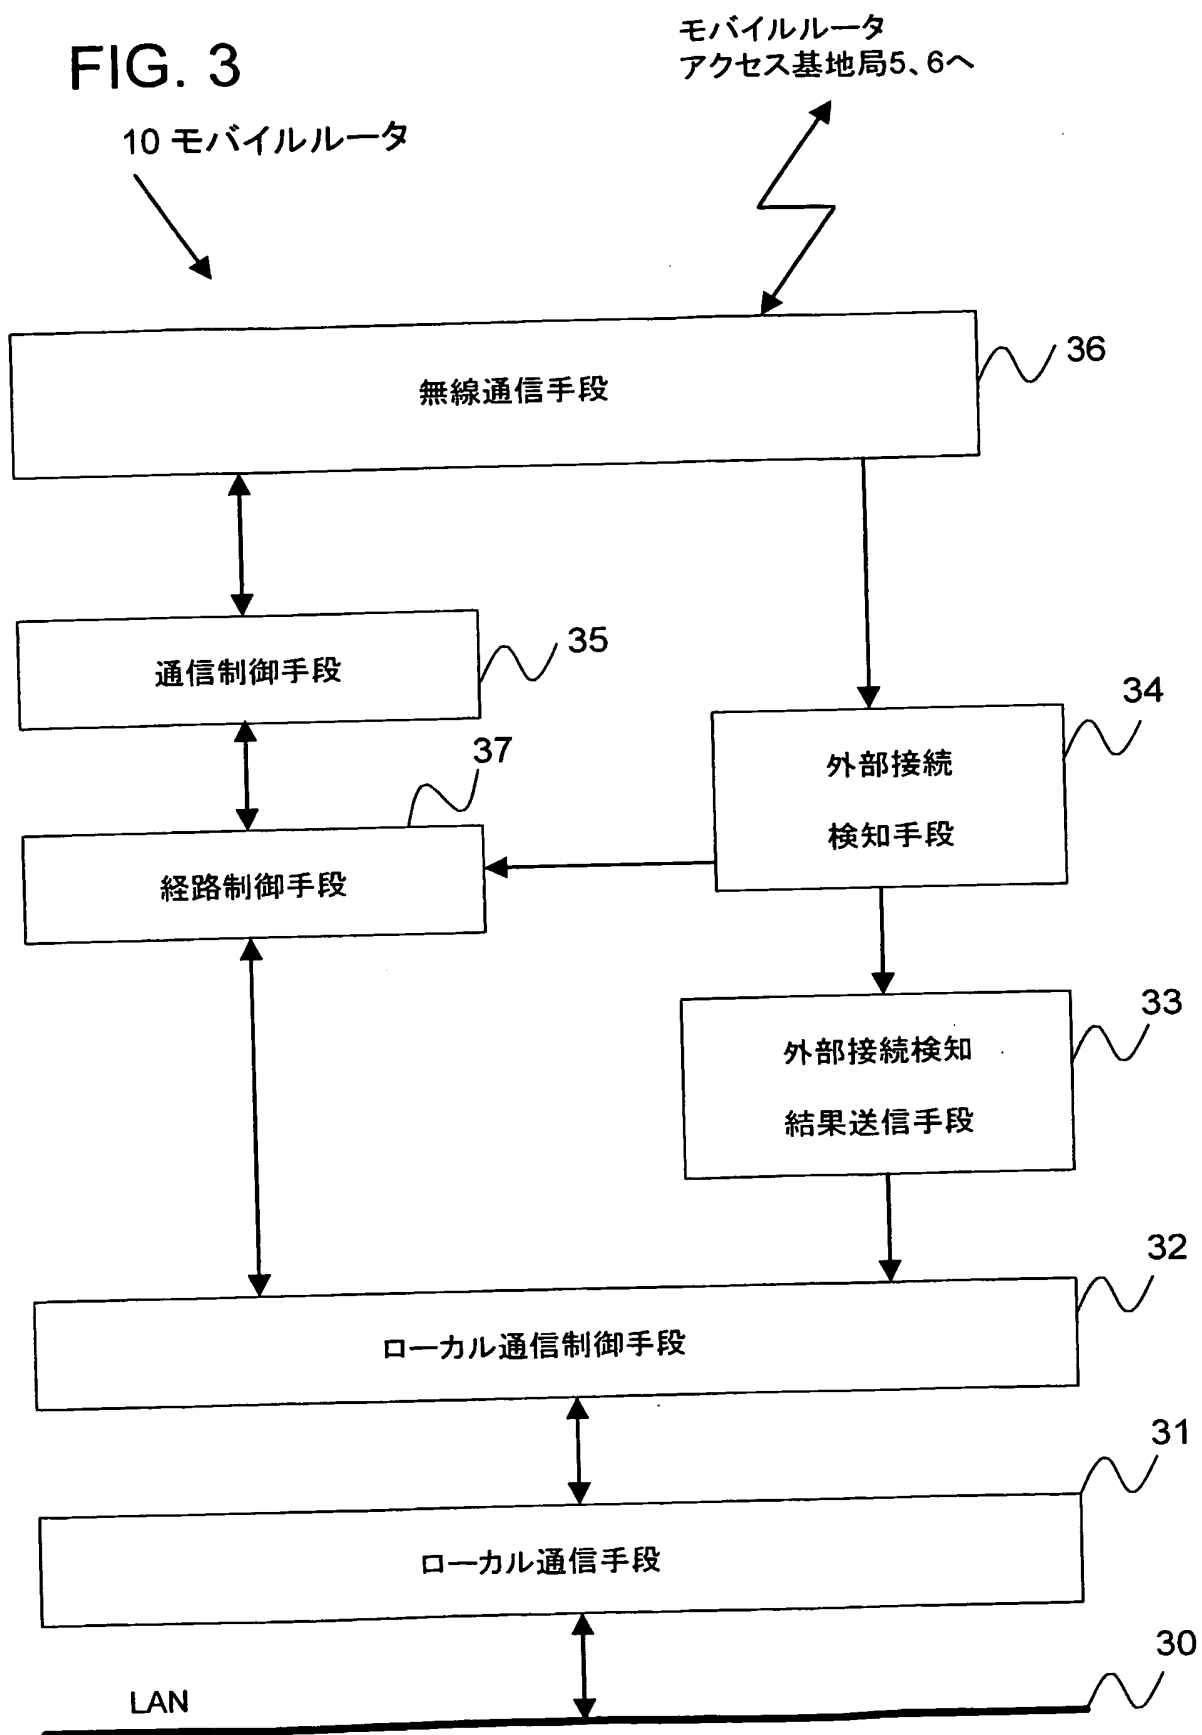 FIG. 3
モバイルルータ
アクセス基地局5、6へ
10 モバイルルータ
36
無線通信手段
35
通信制御手段
34
37
外部接続
検知手段
経路制御手段
33
外部接続検知
結果送信手段
32
ローカル通信制御手段
31
ローカル通信手段
30
LAN